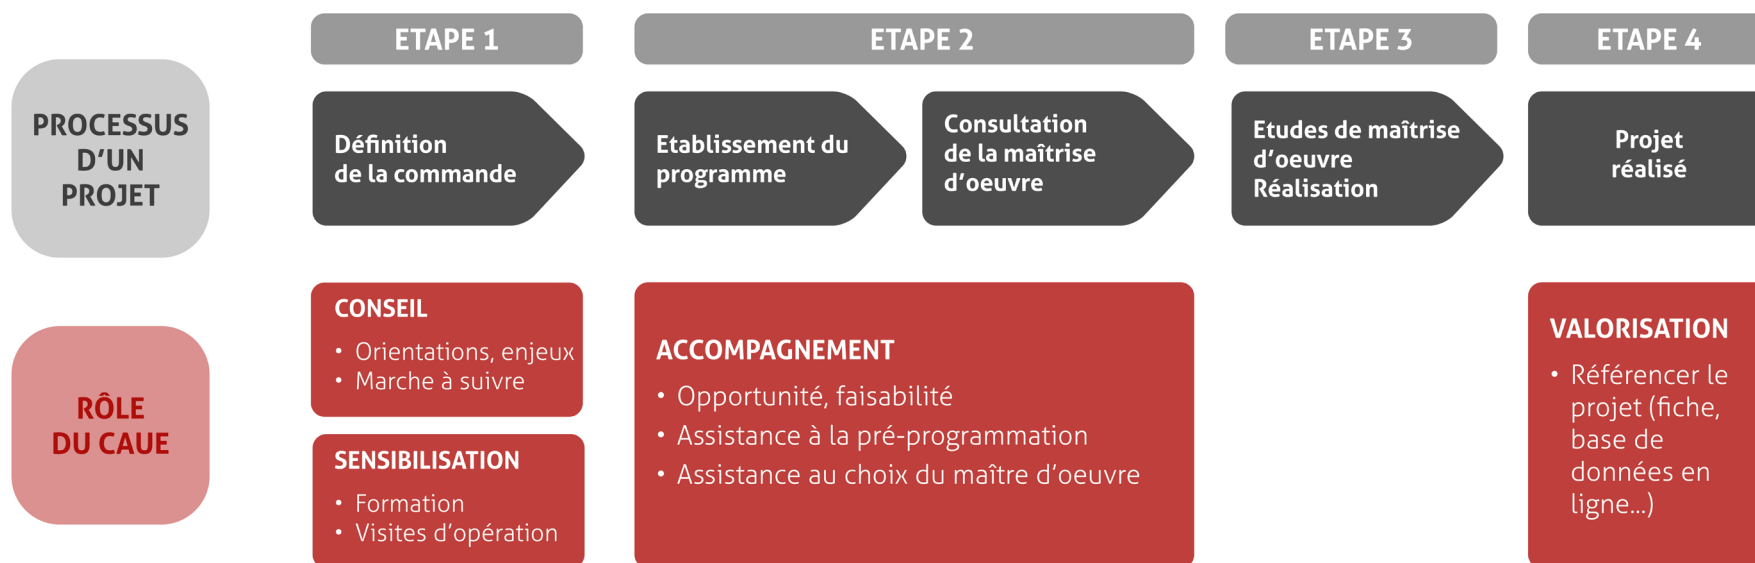 ETAPE 1
ETAPE 2
ETAPE 3
ETAPE 4
PROCESSUS
D’UN
PROJET
Définition
de la commande
Etablissement du
programme
Consultation
de la maîtrise
d’oeuvre
Etudes de maîtrise
d’oeuvre
Réalisation
Projet
réalisé
RÔLE
DU CAUE
CONSEIL
• Orientations, enjeux
• Marche à suivre
SENSIBILISATION
• Formation
• Visites d’opération
ACCOMPAGNEMENT
• Opportunité, faisabilité
• Assistance à la pré-programmation
• Assistance au choix du maître d’oeuvre
VALORISATION
• Référencer le
projet (fiche,
base de
données en
ligne...)